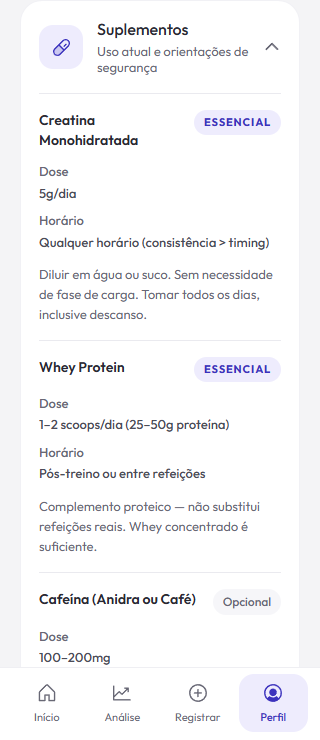 Suplementos
Uso atual e orientações de
segurança
Creatina
Monohidratada
ESSENCIAL
Dose
5g/dia
Horário
Qualquer horário (consistência > timing)
Diluir em água ou suco. Sem necessidade
de fase de carga. Tomar todos os dias,
inclusive descanso.
Whey Protein
ESSENCIAL
Dose
1–2 scoops/dia (25–50g proteína)
Horário
Pós-treino ou entre refeições
Complemento proteico — não substitui
refeições reais. Whey concentrado é
suficiente.
Cafeína (Anidra ou Café)
Opcional
Dose
100–200mg
Início
Análise
Registrar
Perfil